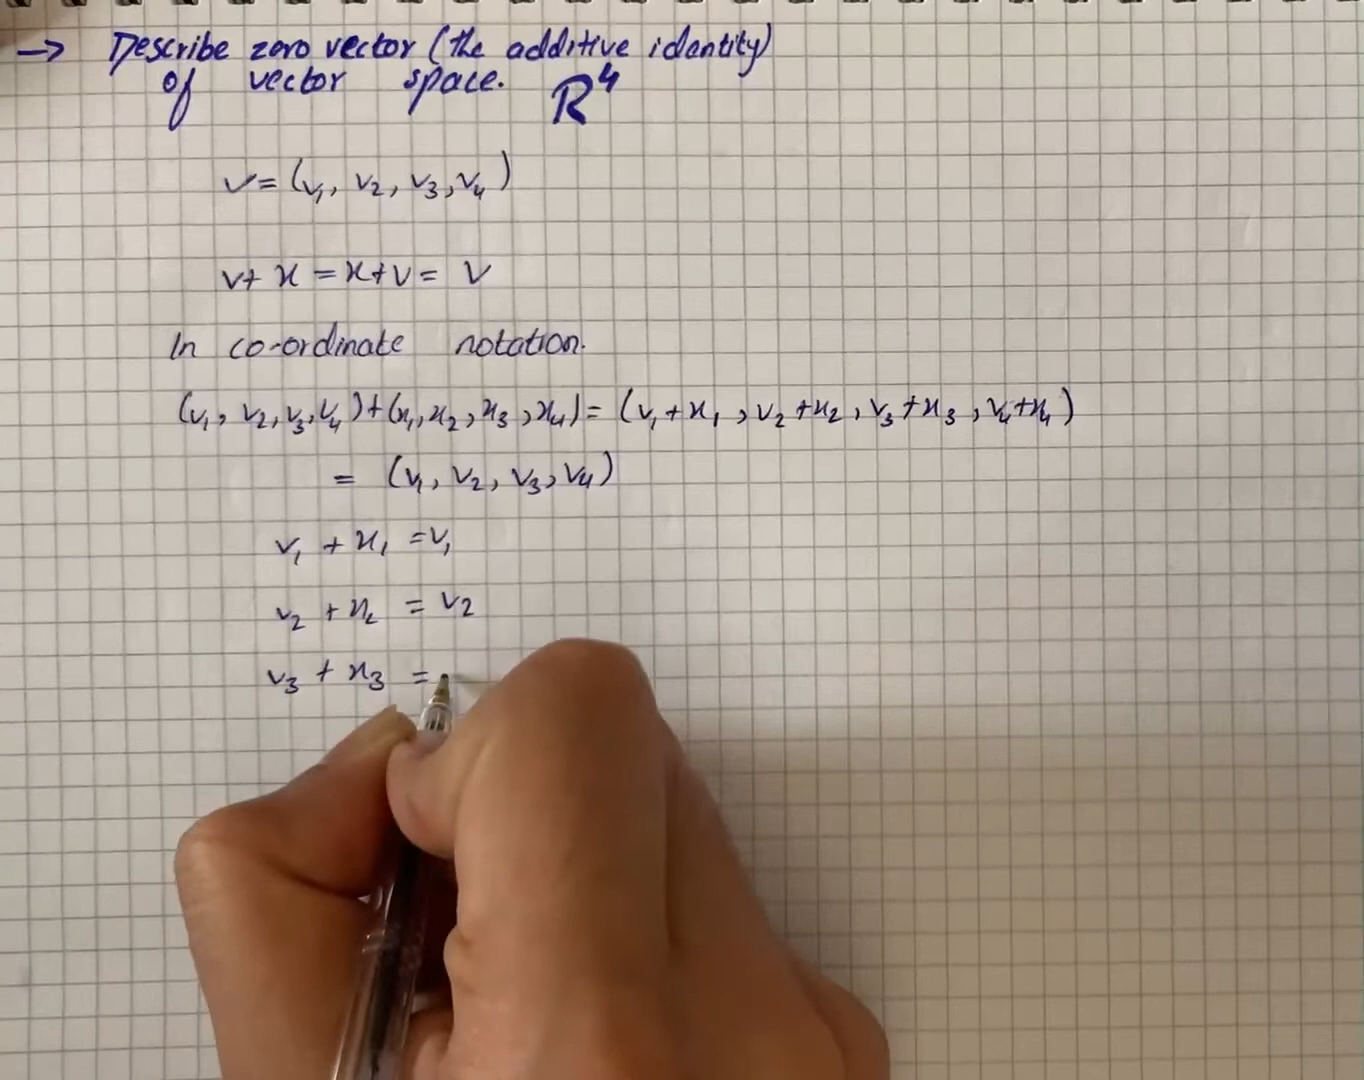 → Describe zero vector (the additive identity)
of vector space. R⁴
v = (v₁, v₂, v₃, v₄)
v + x = x + v = v
In co-ordinate notation.
(v₁, v₂, v₃, v₄) + (x₁, x₂, x₃, x₄) = (v₁ + x₁, v₂ + x₂, v₃ + x₃, v₄ + x₄)
= (v₁, v₂, v₃, v₄)
v₁ + x₁ = v₁
v₂ + x₂ = v₂
v₃ + x₃ =